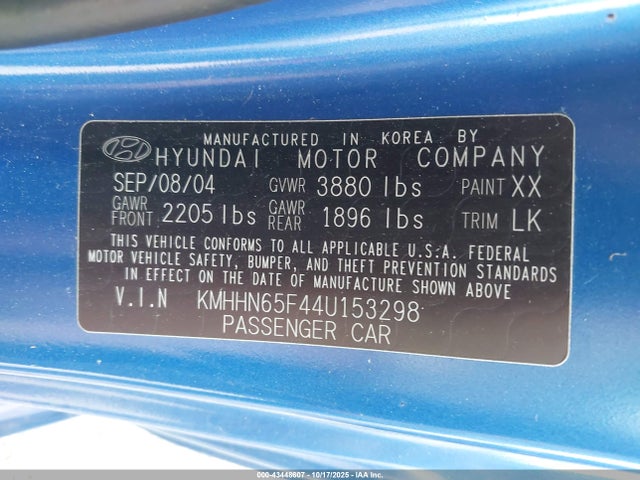 MANUFACTURED IN KOREA BY
HYUNDAI MOTOR COMPANY
SEP/08/04 GVWR 3880 lbs PAINT XX
GAWR FRONT 2205 lbs GAWR REAR 1896 lbs TRIM LK
THIS VEHICLE CONFORMS TO ALL APPLICABLE U.S.A. FEDERAL
MOTOR VEHICLE SAFETY, BUMPER, AND THEFT PREVENTION STANDARDS
IN EFFECT ON THE DATE OF MANUFACTURE SHOWN ABOVE
V.I.N KMHHN65F44U153298
PASSENGER CAR
000-43448607 - 10/17/2025 - IAA Inc.